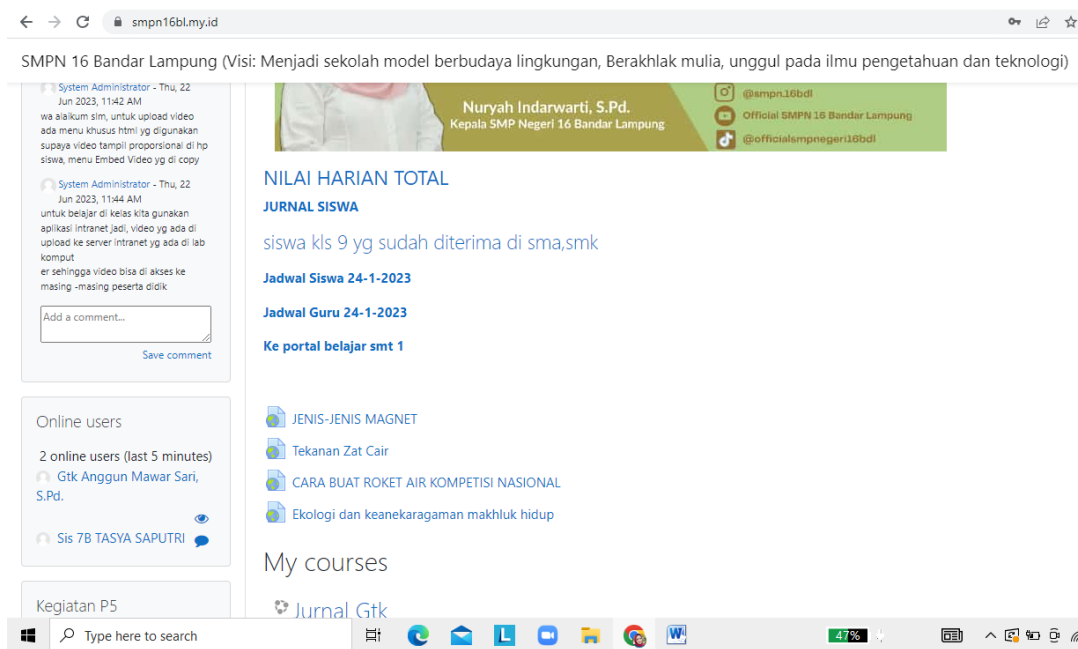 smpn16bl.my.id
SMPN 16 Bandar Lampung (Visi: Menjadi sekolah model berbudaya lingkungan, Berakhlak mulia, unggul pada ilmu pengetahuan dan teknologi)
System Administrator - Thu, 22
Jun 2023, 11:42 AM
wa alaikum slm, untuk upload video
ada menu khusus html yg digunakan
supaya video tampil proporsional di hp
siswa, menu Embed Video yg di copy
System Administrator - Thu, 22
Jun 2023, 11:44 AM
untuk belajar di kelas kita gunakan
aplikasi intranet jadi, video yg ada di
upload ke server intranet yg ada di lab
komput
er sehingga video bisa di akses ke
masing -masing peserta didik
Add a comment...
Save comment
Online users
2 online users (last 5 minutes)
Gtk Anggun Mawar Sari,
S.Pd.
Sis 7B TASYA SAPUTRI
Kegiatan P5
Nuryah Indarwarti, S.Pd.
Kepala SMP Negeri 16 Bandar Lampung
@smpn.16bdl
Official SMPN 16 Bandar Lampung
@officialsmpnegeri16bdl
NILAI HARIAN TOTAL
JURNAL SISWA
siswa kls 9 yg sudah diterima di sma,smk
Jadwal Siswa 24-1-2023
Jadwal Guru 24-1-2023
Ke portal belajar smt 1
JENIS-JENIS MAGNET
Tekanan Zat Cair
CARA BUAT ROKET AIR KOMPETISI NASIONAL
Ekologi dan keanekaragaman makhluk hidup
My courses
Jurnal Gtk
Type here to search
L
W
47%